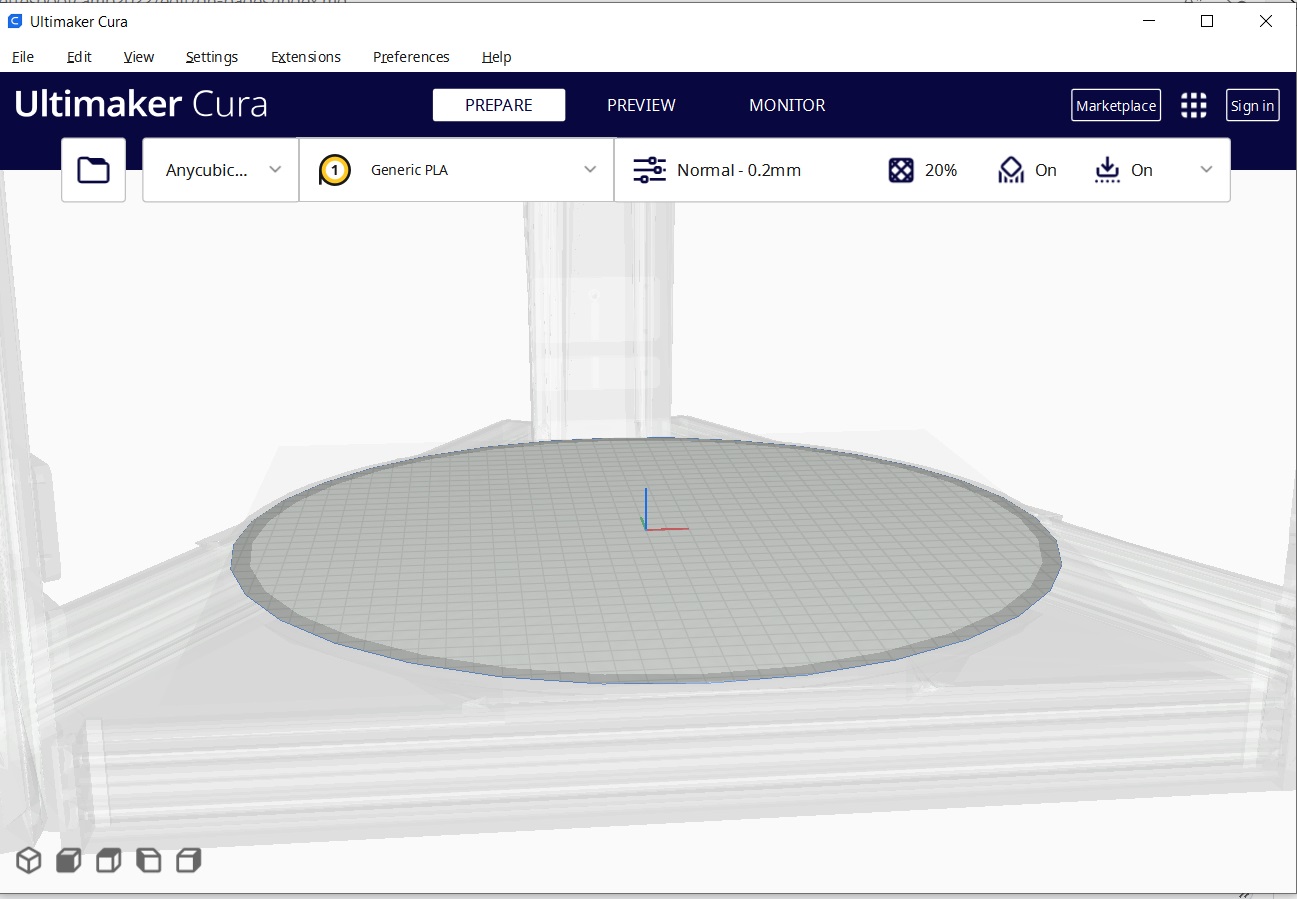 Ultimaker Cura
File Edit View Settings Extensions Preferences Help
Ultimaker Cura PREPARE PREVIEW MONITOR Marketplace Sign in
Anycubic... 1 Generic PLA Normal - 0.2mm 20% On On